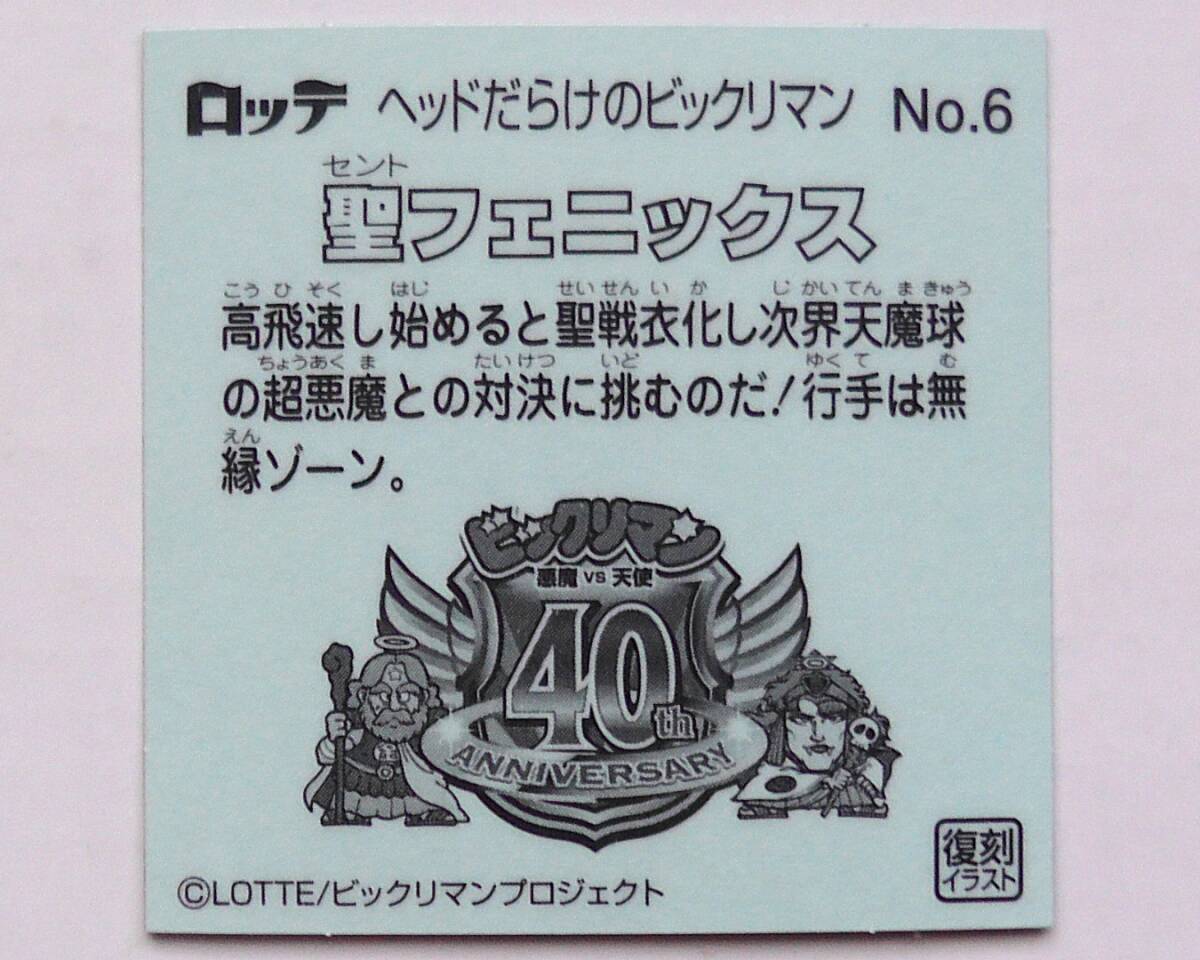 ロッテ ヘッドだらけのビックリマン No.6
セント
聖フェニックス
こう ひ そく はじ せい せん い か じ かい てん ま きゅう
高飛速し始めると聖戦衣化し次界天魔球
ちょう あく ま たい けつ いど ゆく て む
の超悪魔との対決に挑むのだ!行手は無
えん
縁ゾーン。
ビックリマン
悪魔 VS 天使
40th
ANNIVERSARY
復刻
イラスト
©LOTTE/ビックリマンプロジェクト